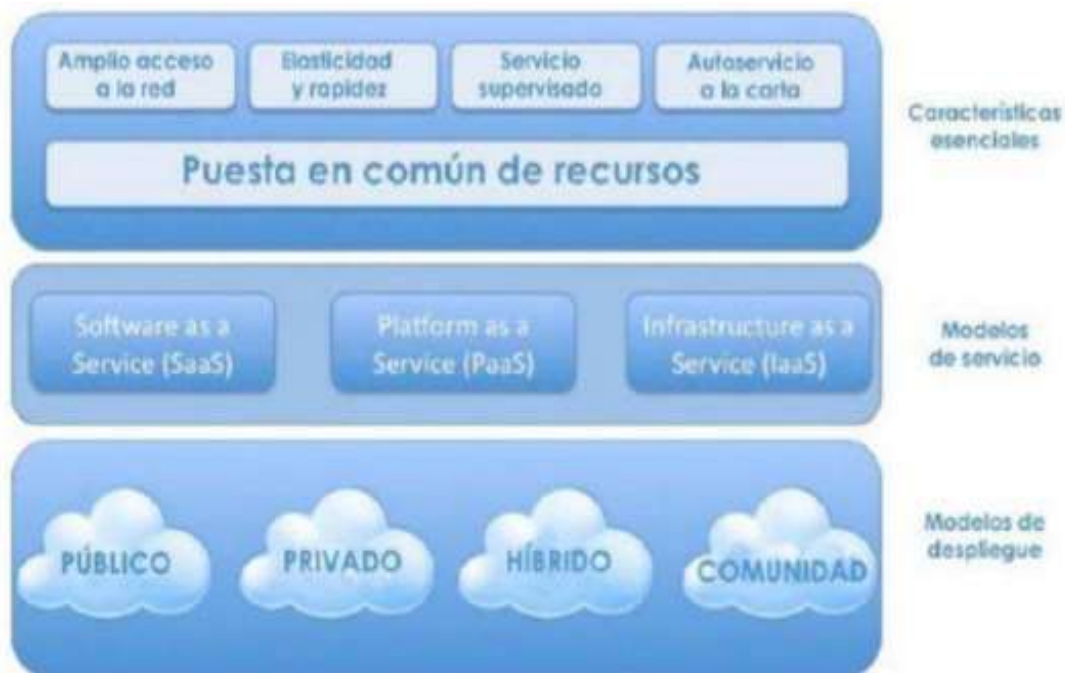 Amplio acceso
a la red
Elasticidad
y rapidez
Servicio
supervisado
Autoservicio
a la carta
Características
esenciales
Puesta en común de recursos
Software as a
Service (SaaS)
Platform as a
Service (PaaS)
Infrastructure as a
Service (IaaS)
Modelos
de servicio
PÚBLICO
PRIVADO
HÍBRIDO
COMUNIDAD
Modelos de
despliegue